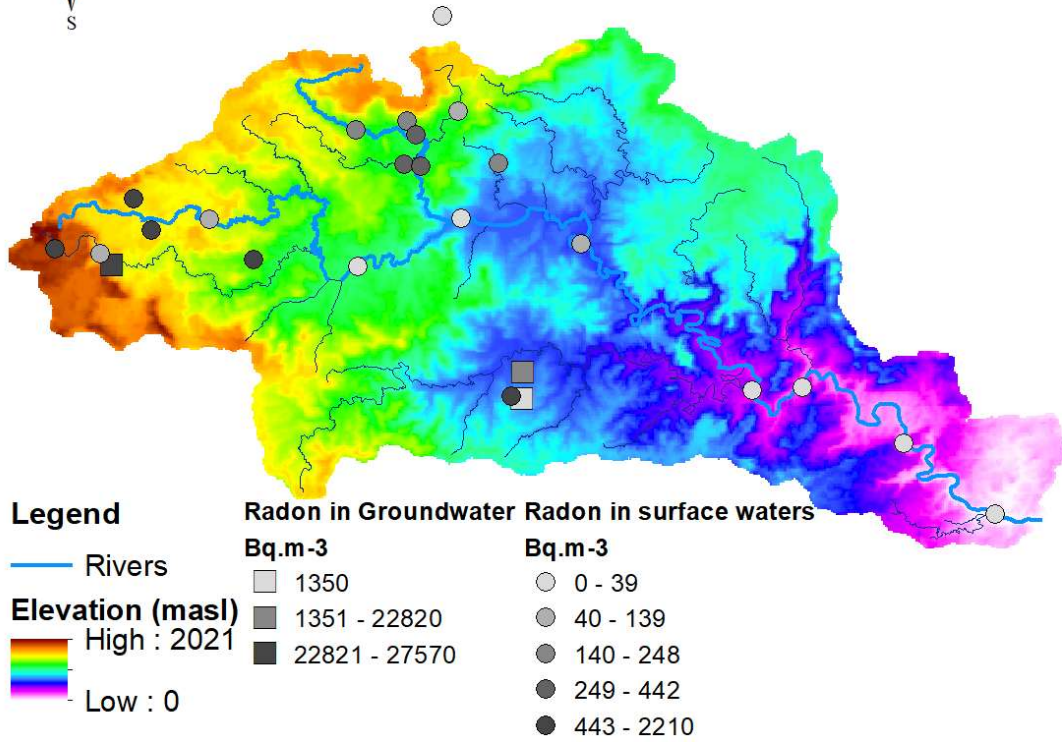 S
Legend
Rivers
Elevation (masl)
High : 2021
Low : 0
Radon in Groundwater
Bq.m-3
1350
1351 - 22820
22821 - 27570
Radon in surface waters
Bq.m-3
0 - 39
40 - 139
140 - 248
249 - 442
443 - 2210